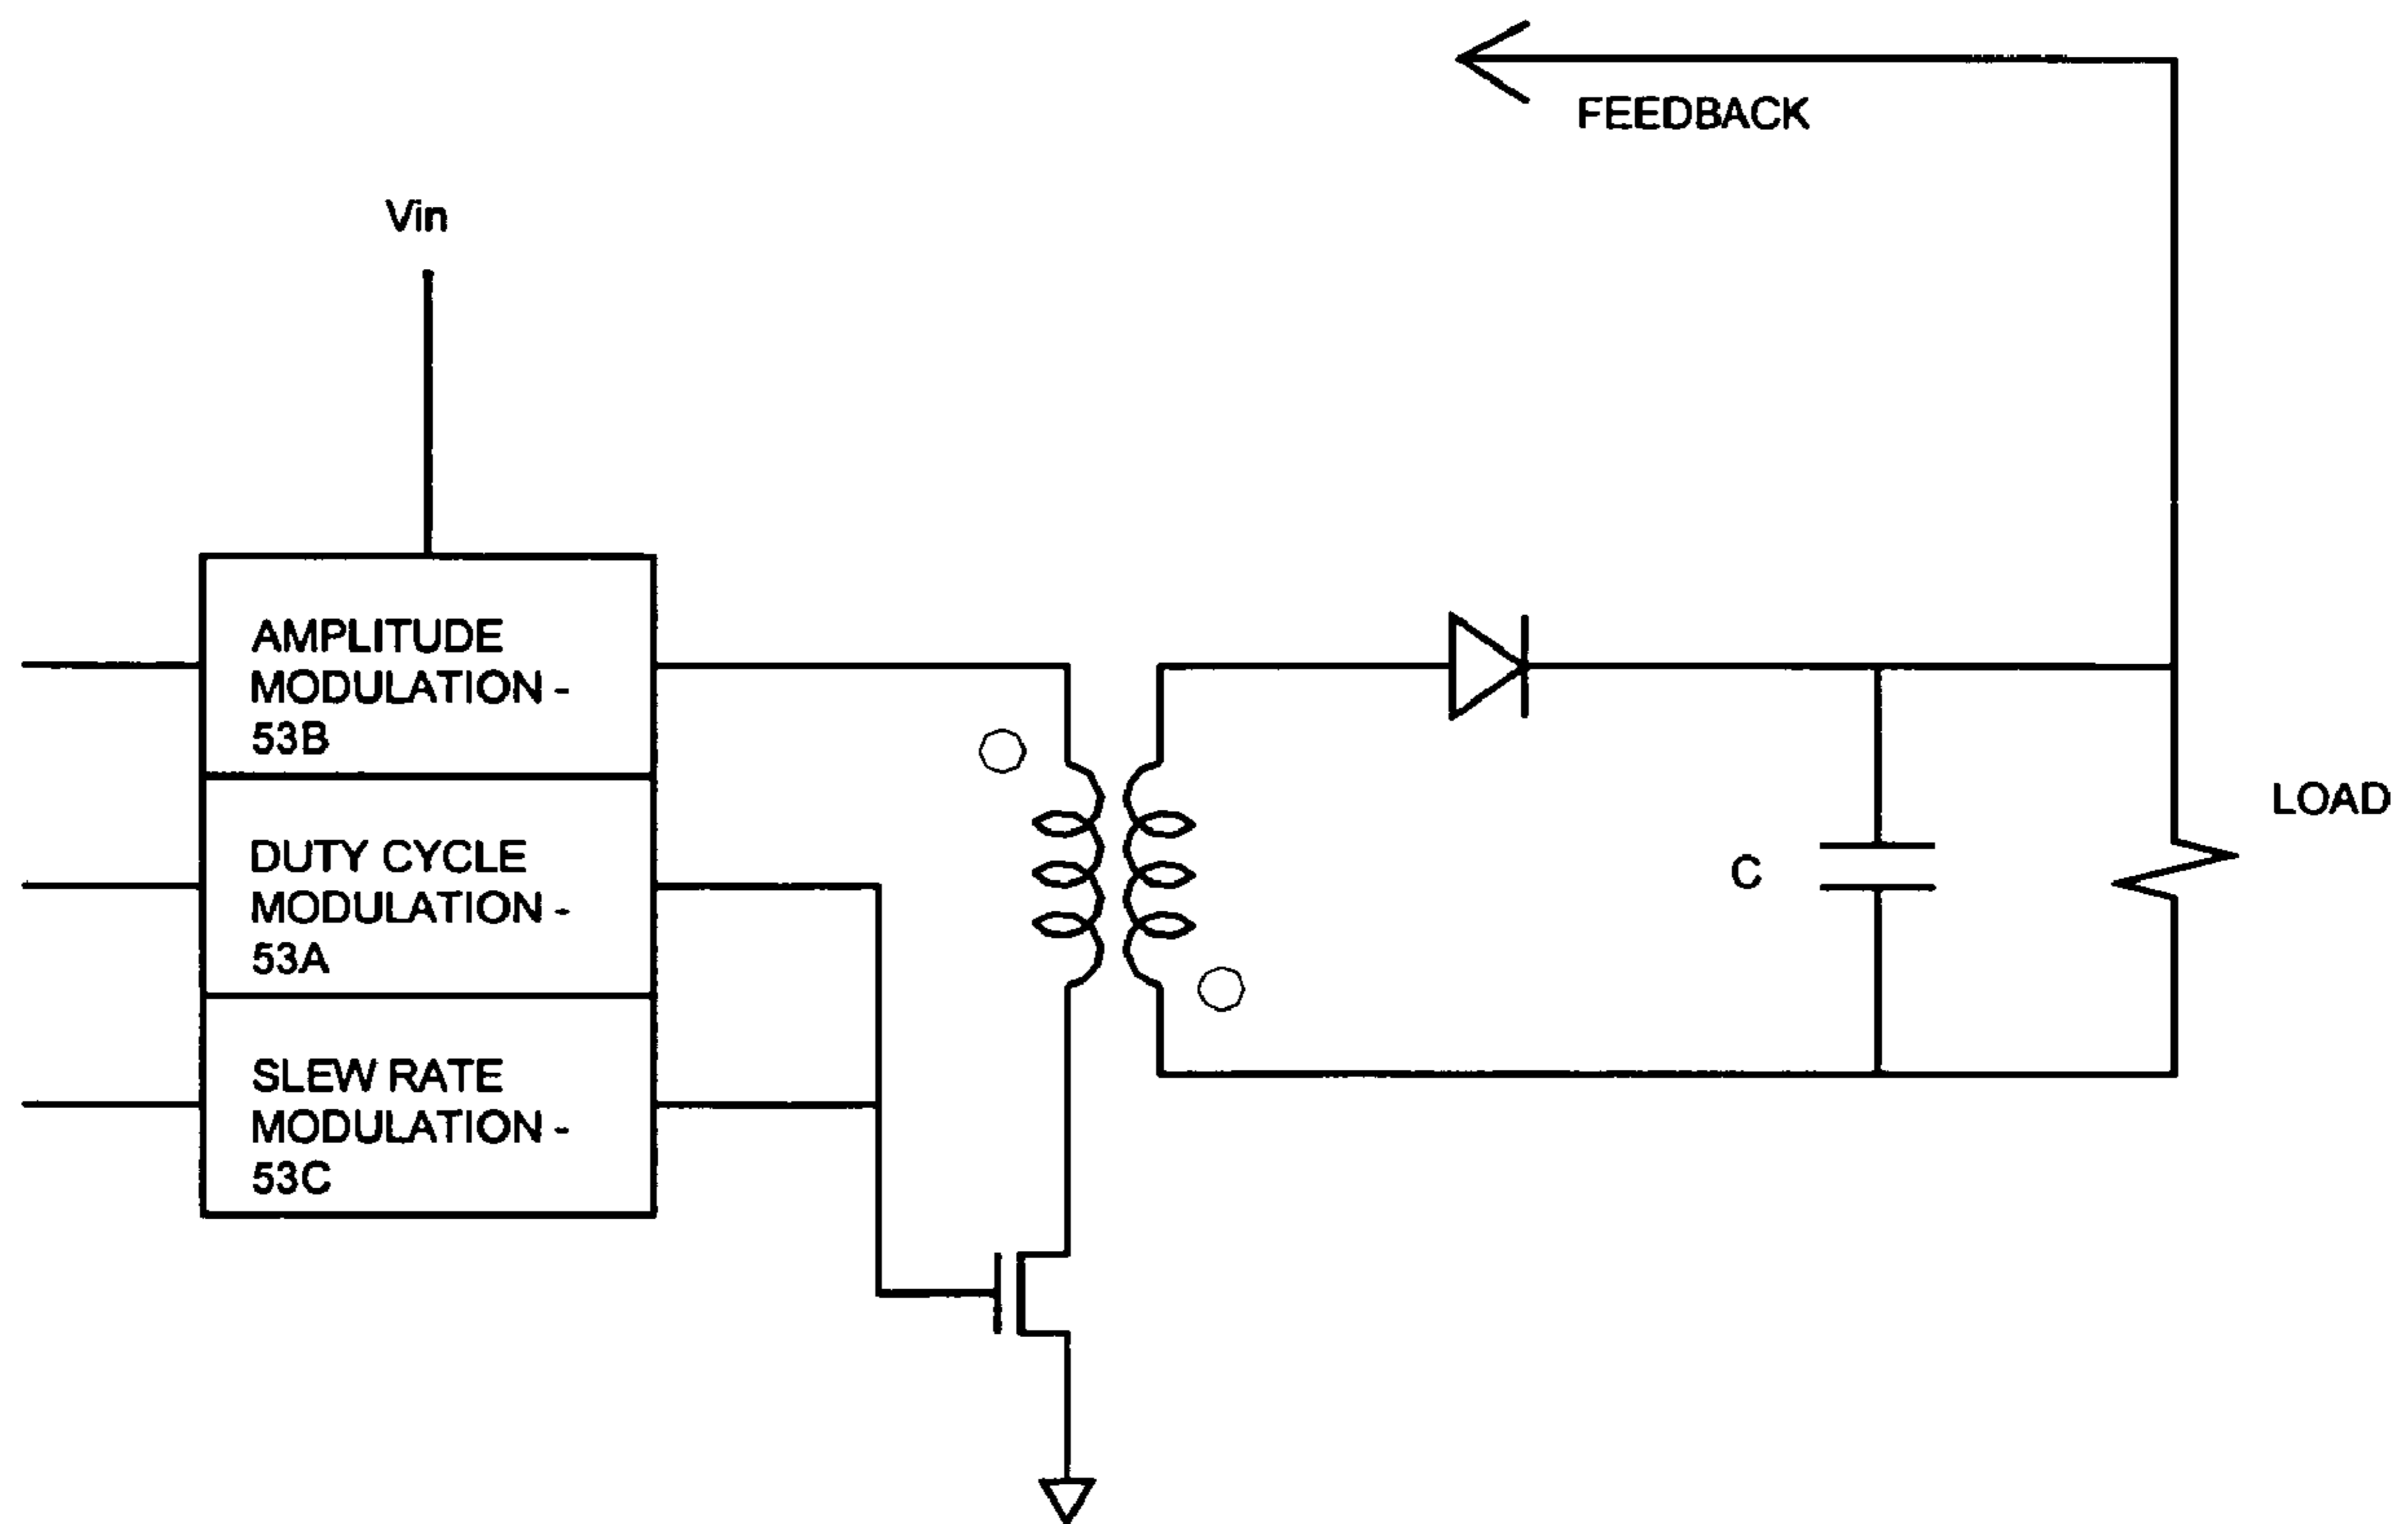 FEEDBACK
Vin
AMPLITUDE
MODULATION -
53B
DUTY CYCLE
MODULATION -
53A
SLEW RATE
MODULATION -
53C
C
LOAD